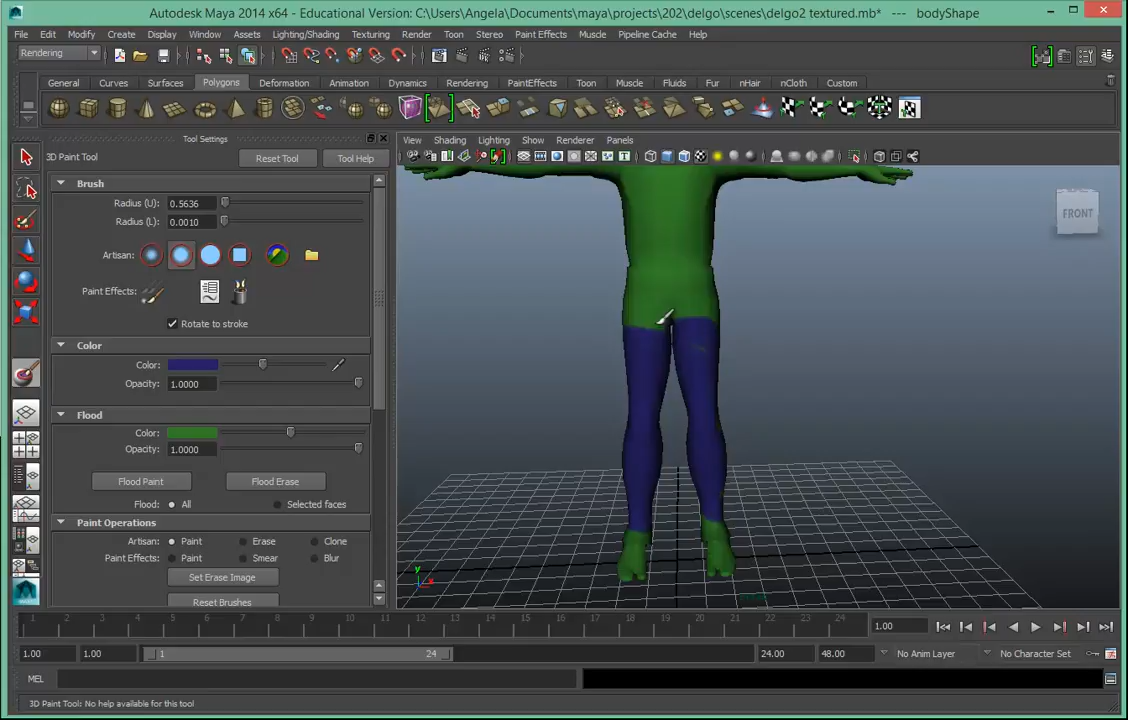 Autodesk Maya 2014 x64 - Educational Version: C:\Users\Angela\Documents\maya\projects\202\delgo\scenes\delgo2 textured.mb* --- bodyShape
File Edit Modify Create Display Window Assets Lighting/Shading Texturing Render Toon Stereo Paint Effects Muscle Pipeline Cache Help
Rendering
General Curves Surfaces Polygons Deformation Animation Dynamics Rendering PaintEffects Toon Muscle Fluids Fur nHair nCloth Custom
Tool Settings
3D Paint Tool Reset Tool Tool Help
View Shading Lighting Show Renderer Panels
Brush
Radius (U): 0.5636
Radius (L): 0.0010
Artisan:
Paint Effects:
Rotate to stroke
Color
Color:
Opacity: 1.0000
Flood
Color:
Opacity: 1.0000
Flood Paint Flood Erase
Flood: All Selected faces
Paint Operations
Artisan: Paint Erase Clone
Paint Effects: Paint Smear Blur
Set Erase Image
Reset Brushes
FRONT
y
x
1 2 3 4 5 6 7 8 9 10 11 12 13 14 15 16 17 18 19 20 21 22 23 24
1.00
1.00 1.00 1 24 24.00 48.00 No Anim Layer No Character Set
MEL
3D Paint Tool: No help available for this tool